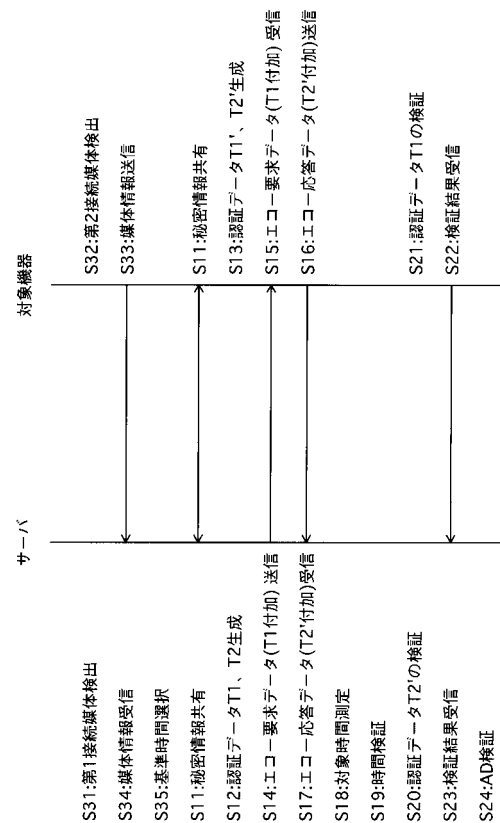 サーバ
対象機器
S31:第1接続媒体検出
S32:第2接続媒体検出
S34:媒体情報受信
S33:媒体情報送信
S35:基準時間選択
S11:秘密情報共有
S11:秘密情報共有
S12:認証データT1、T2生成
S13:認証データT1'、T2'生成
S14:エコー要求データ(T1付加) 送信
S15:エコー要求データ(T1付加) 受信
S17:エコー応答データ(T2'付加)受信
S16:エコー応答データ(T2'付加)送信
S18:対象時間測定
S19:時間検証
S20:認証データT2'の検証
S21:認証データT1の検証
S23:検証結果受信
S22:検証結果受信
S24:AD検証